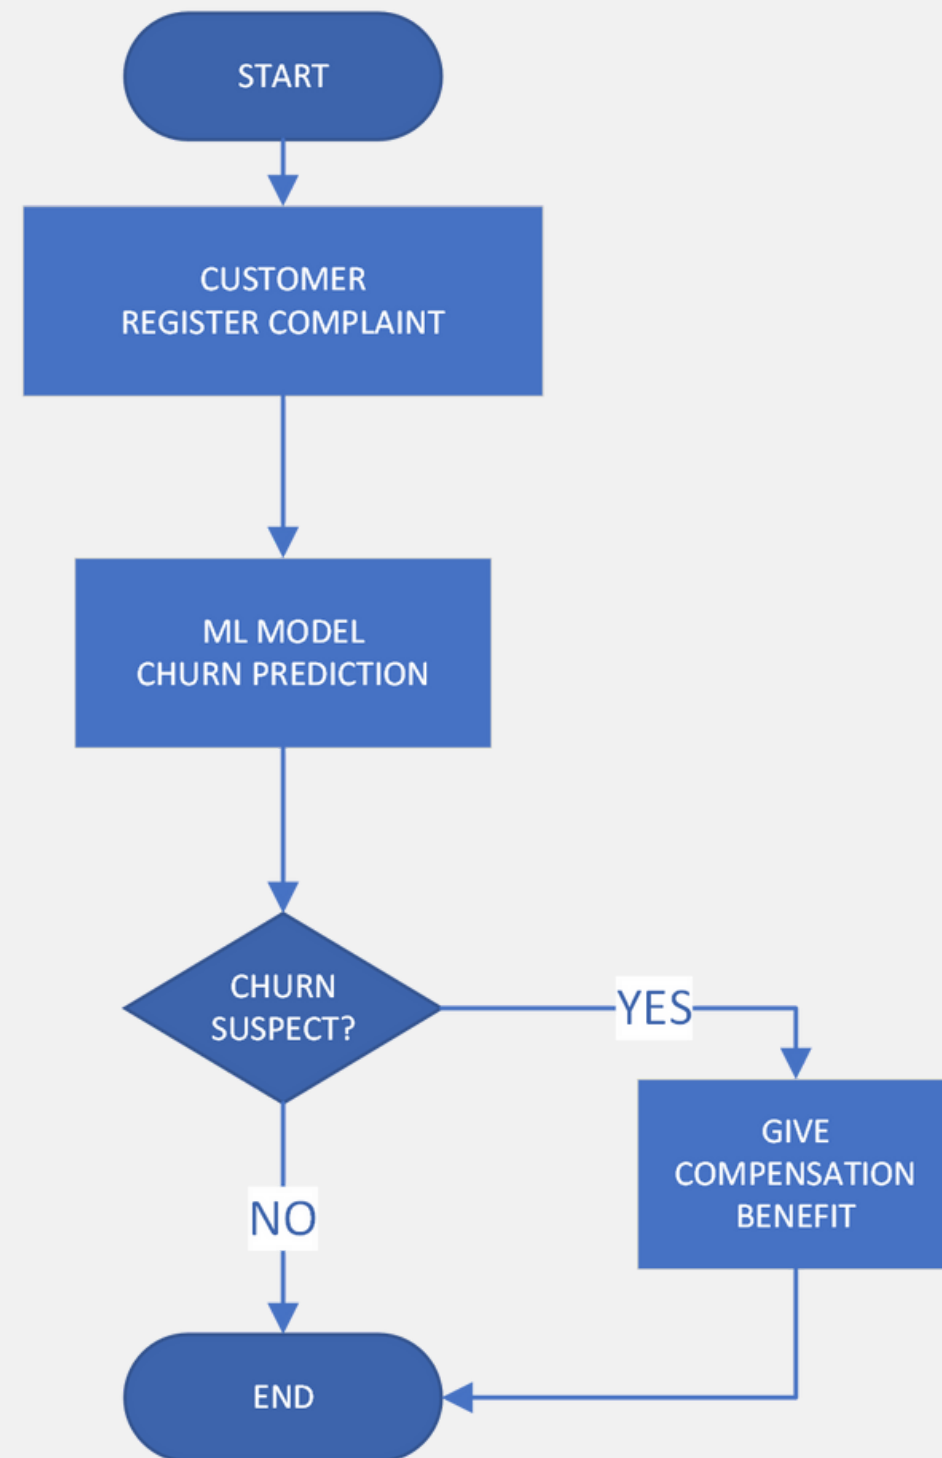 START
CUSTOMER
REGISTER COMPLAINT
ML MODEL
CHURN PREDICTION
CHURN
SUSPECT?
YES
GIVE
COMPENSATION
BENEFIT
NO
END